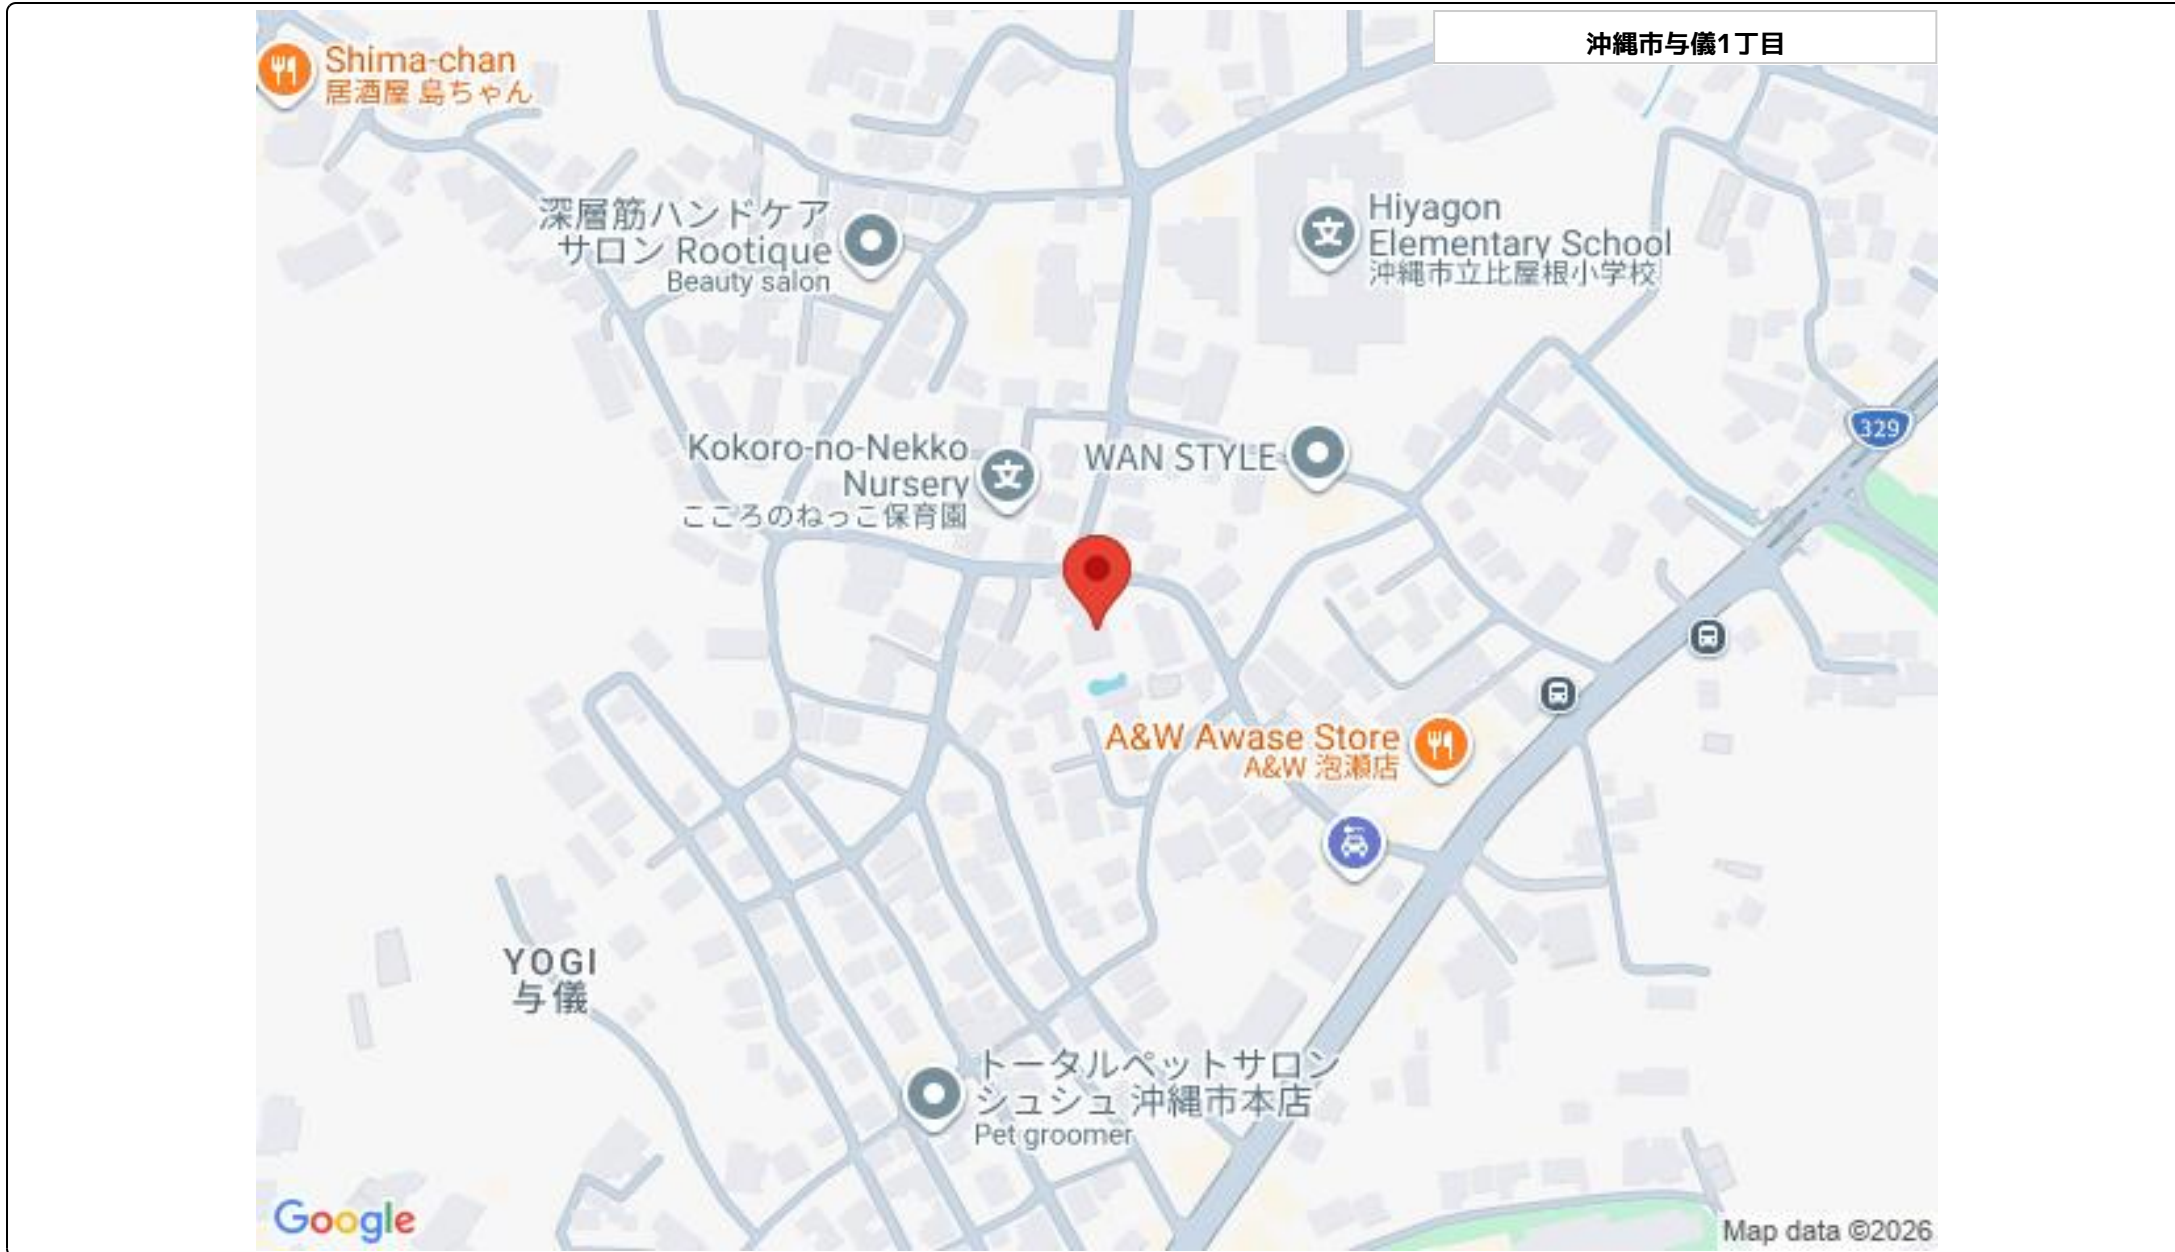 沖縄市与儀1丁目
Shima-chan
居酒屋 島ちゃん
深層筋ハンドケア
サロン Rootique
Beauty salon
Hiyagon
Elementary School
沖縄市立比屋根小学校
329
Kokoro-no-Nekko
Nursery
こころのねっこ保育園
文
文
WAN STYLE
A&W Awase Store
A&W 泡瀬店
YOGI
与儀
トータルペットサロン
シュシュ 沖縄市本店
Pet groomer
Google
Map data ©2026